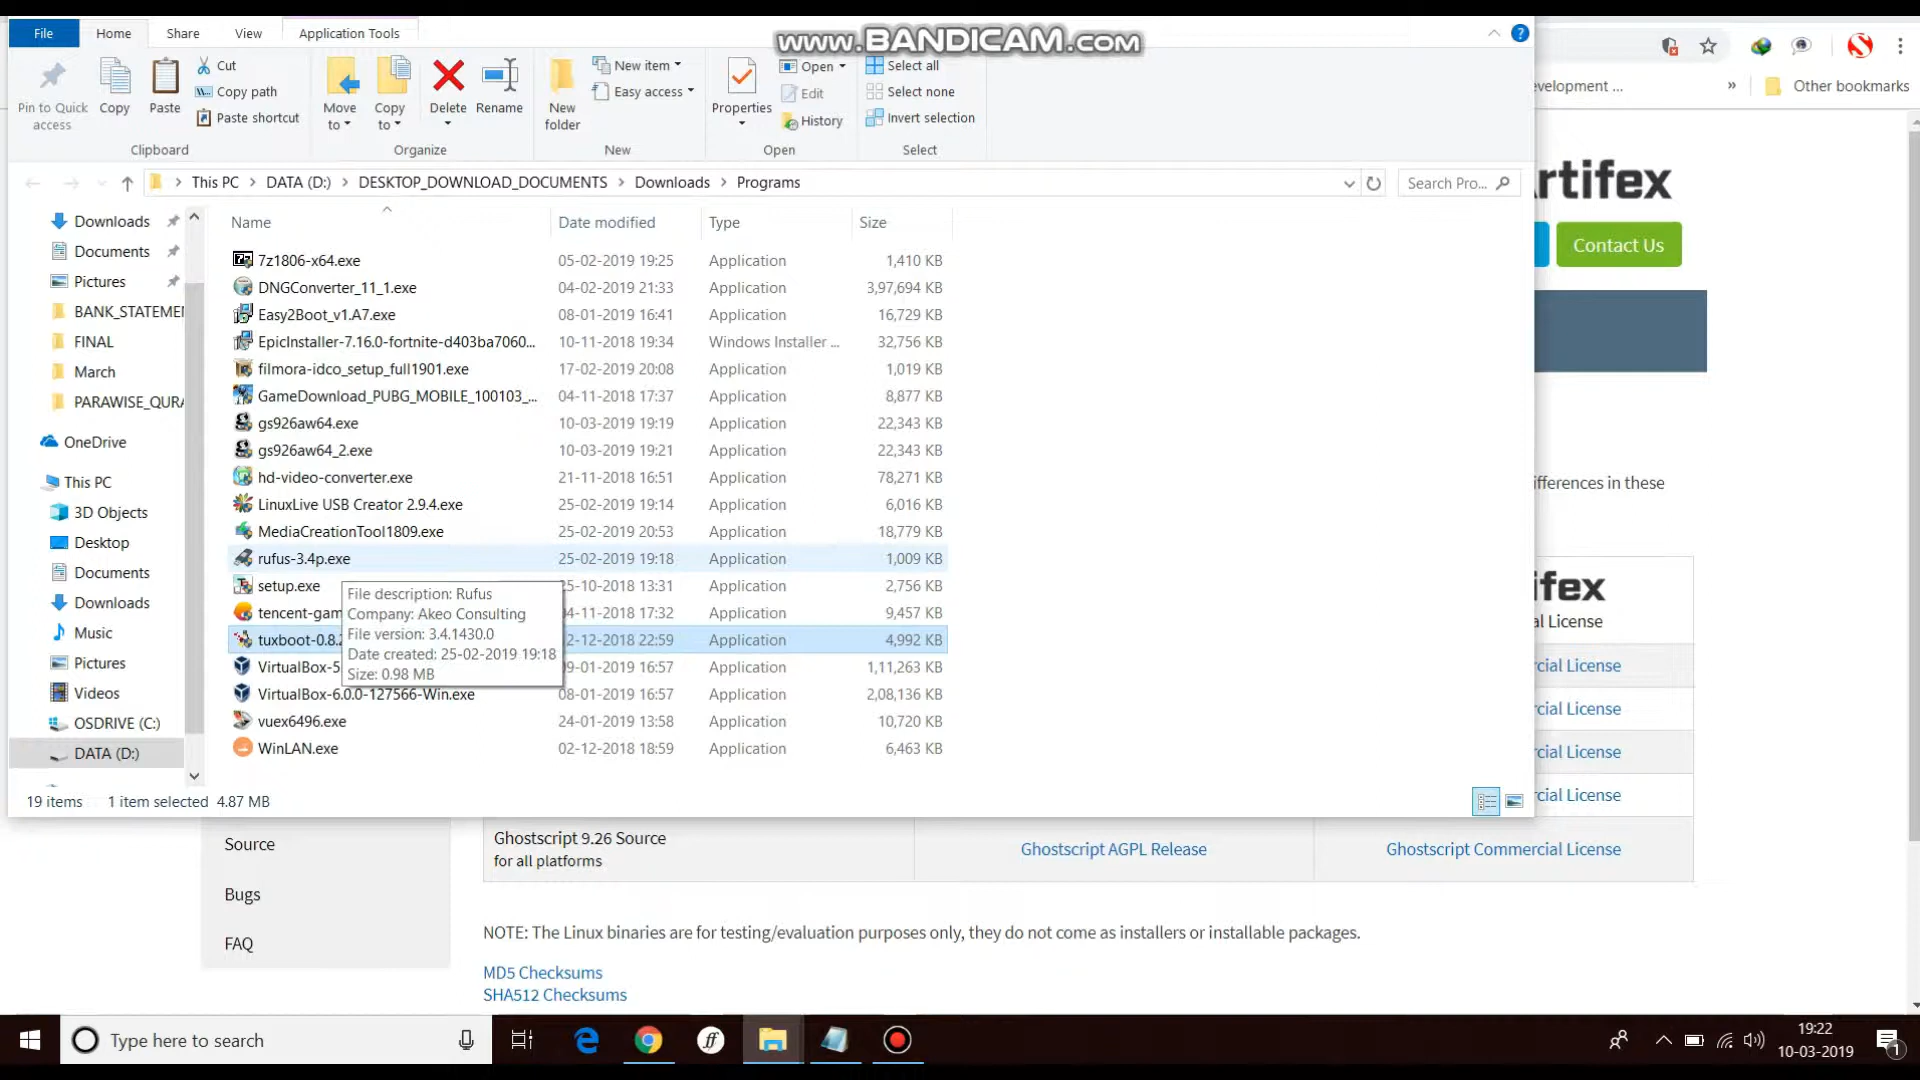 www.BANDICAM.com
File Home Share View Application Tools
Pin to Quick access
Copy
Paste
Cut
Copy path
Paste shortcut
Clipboard
Move to
Copy to
Delete
Rename
Organize
New folder
New item
Easy access
New
Properties
Open
Edit
History
Open
Select all
Select none
Invert selection
Select
evelopment ...
»
Other bookmarks
This PC > DATA (D:) > DESKTOP_DOWNLOAD_DOCUMENTS > Downloads > Programs
Search Pro...
Downloads
Documents
Pictures
BANK_STATEMEN
FINAL
March
PARAWISE_QURA
OneDrive
This PC
3D Objects
Desktop
Documents
Downloads
Music
Pictures
Videos
OSDRIVE (C:)
DATA (D:)
Name Date modified Type Size
7z1806-x64.exe 05-02-2019 19:25 Application 1,410 KB
DNGConverter_11_1.exe 04-02-2019 21:33 Application 3,97,694 KB
Easy2Boot_v1.A7.exe 08-01-2019 16:41 Application 16,729 KB
EpicInstaller-7.16.0-fortnite-d403ba7060... 10-11-2018 19:34 Windows Installer ... 32,756 KB
filmora-idco_setup_full1901.exe 17-02-2019 20:08 Application 1,019 KB
GameDownload_PUBG_MOBILE_100103_... 04-11-2018 17:37 Application 8,877 KB
gs926aw64.exe 10-03-2019 19:19 Application 22,343 KB
gs926aw64_2.exe 10-03-2019 19:21 Application 22,343 KB
hd-video-converter.exe 21-11-2018 16:51 Application 78,271 KB
LinuxLive USB Creator 2.9.4.exe 25-02-2019 19:14 Application 6,016 KB
MediaCreationTool1809.exe 25-02-2019 20:53 Application 18,779 KB
rufus-3.4p.exe 25-02-2019 19:18 Application 1,009 KB
setup.exe 25-10-2018 13:31 Application 2,756 KB
tencent-gam 04-11-2018 17:32 Application 9,457 KB
tuxboot-0.8.2 2-12-2018 22:59 Application 4,992 KB
VirtualBox-5 09-01-2019 16:57 Application 1,11,263 KB
VirtualBox-6.0.0-127566-Win.exe 08-01-2019 16:57 Application 2,08,136 KB
vuex6496.exe 24-01-2019 13:58 Application 10,720 KB
WinLAN.exe 02-12-2018 18:59 Application 6,463 KB
File description: Rufus
Company: Akeo Consulting
File version: 3.4.1430.0
Date created: 25-02-2019 19:18
Size: 0.98 MB
19 items 1 item selected 4.87 MB
rtifex
Contact Us
ifferences in these
ifex
al License
cial License
cial License
cial License
cial License
Source
Bugs
FAQ
Ghostscript 9.26 Source
for all platforms
Ghostscript AGPL Release
Ghostscript Commercial License
NOTE: The Linux binaries are for testing/evaluation purposes only, they do not come as installers or installable packages.
MD5 Checksums
SHA512 Checksums
Type here to search
19:22
10-03-2019
1